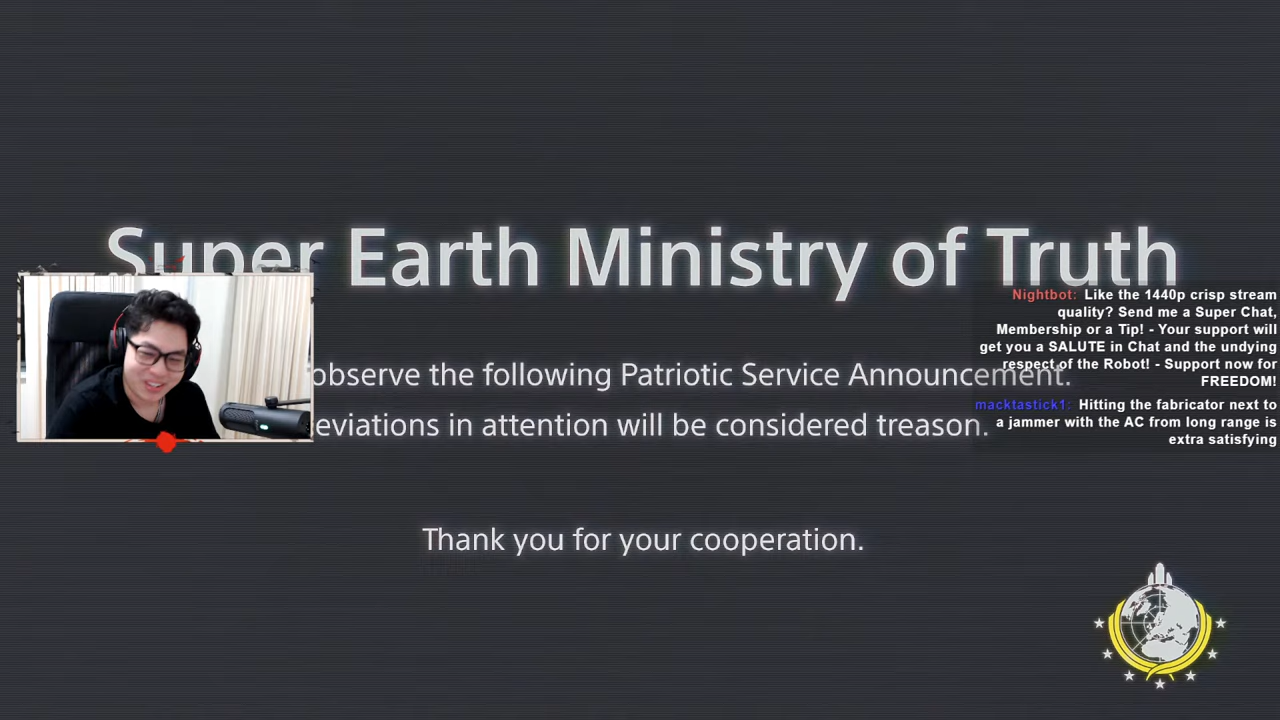 Super Earth Ministry of Truth
observe the following Patriotic Service Announcement.
eviations in attention will be considered treason.
Thank you for your cooperation.
Nightbot: Like the 1440p crisp stream
quality? Send me a Super Chat,
Membership or a Tip! - Your support will
get you a SALUTE in Chat and the undying
respect of the Robot! - Support now for
FREEDOM!
macktastick1: Hitting the fabricator next to
a jammer with the AC from long range is
extra satisfying